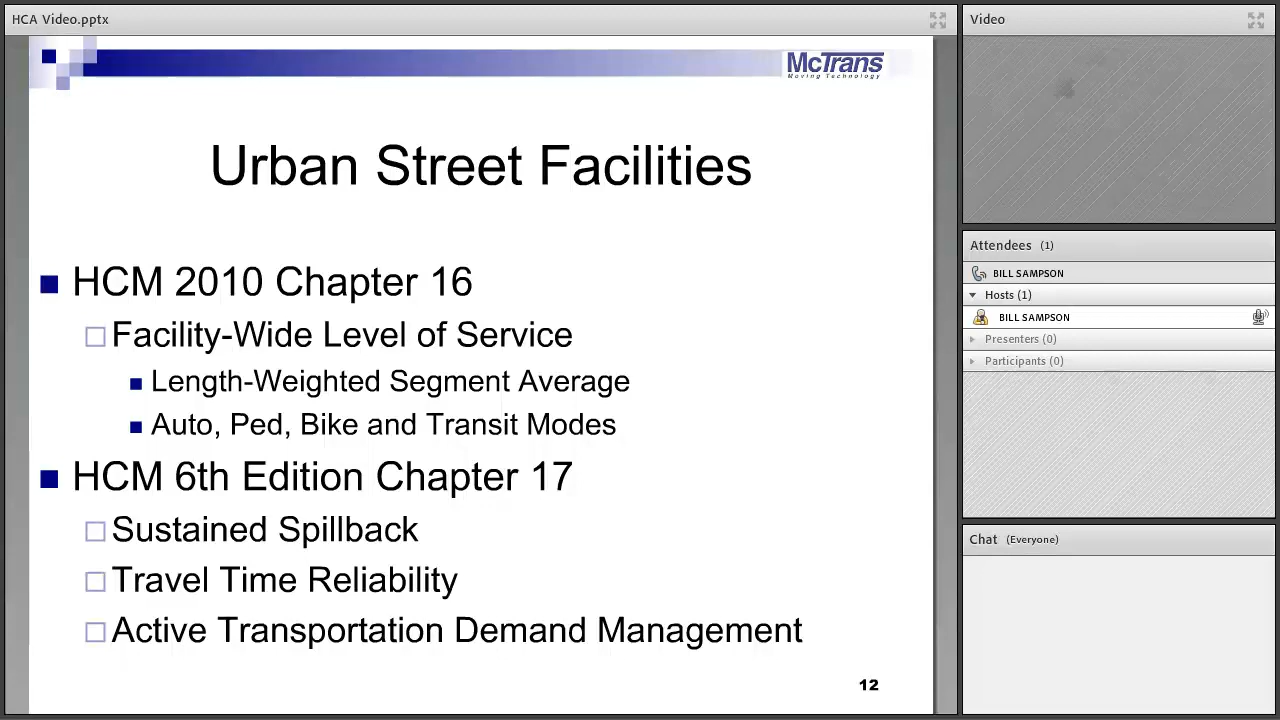 HCA Video.pptx
McTrans
Moving Technology
Urban Street Facilities
HCM 2010 Chapter 16
Facility-Wide Level of Service
Length-Weighted Segment Average
Auto, Ped, Bike and Transit Modes
HCM 6th Edition Chapter 17
Sustained Spillback
Travel Time Reliability
Active Transportation Demand Management
12
Video
Attendees (1)
BILL SAMPSON
Hosts (1)
BILL SAMPSON
Presenters (0)
Participants (0)
Chat (Everyone)